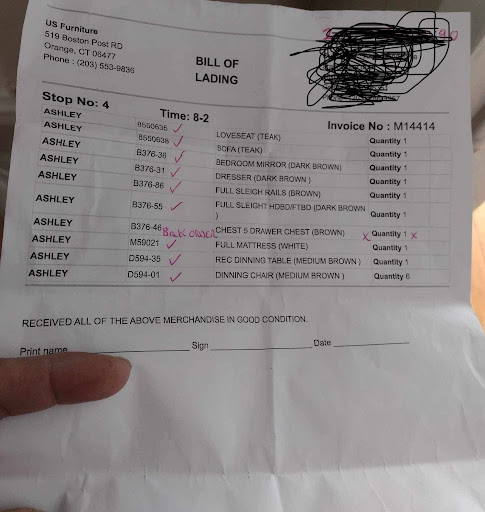 US Furniture
519 Boston Post RD
Orange, CT 06477
Phone : (203) 553-9836
BILL OF
LADING
Stop No: 4
Time: 8-2
Invoice No : M14414
ASHLEY 8550635 ✓ LOVESEAT (TEAK) Quantity 1
ASHLEY 8550638 ✓ SOFA (TEAK) Quantity 1
ASHLEY B376-36 ✓ BEDROOM MIRROR (DARK BROWN) Quantity 1
ASHLEY B376-31 ✓ DRESSER (DARK BROWN ) Quantity 1
ASHLEY B376-86 ✓ FULL SLEIGH RAILS (BROWN) Quantity 1
ASHLEY B376-55 ✓ FULL SLEIGHT HDBD/FTBD (DARK BROWN
) Quantity 1
ASHLEY B376-46 Back order CHEST 5 DRAWER CHEST (BROWN) x Quantity 1 x
ASHLEY M59021 ✓ FULL MATTRESS (WHITE) Quantity 1
ASHLEY D594-35 ✓ REC DINNING TABLE (MEDIUM BROWN ) Quantity 1
ASHLEY D594-01 ✓ DINNING CHAIR (MEDIUM BROWN ) Quantity 6
RECEIVED ALL OF THE ABOVE MERCHANDISE IN GOOD CONDITION.
Print name Sign Date